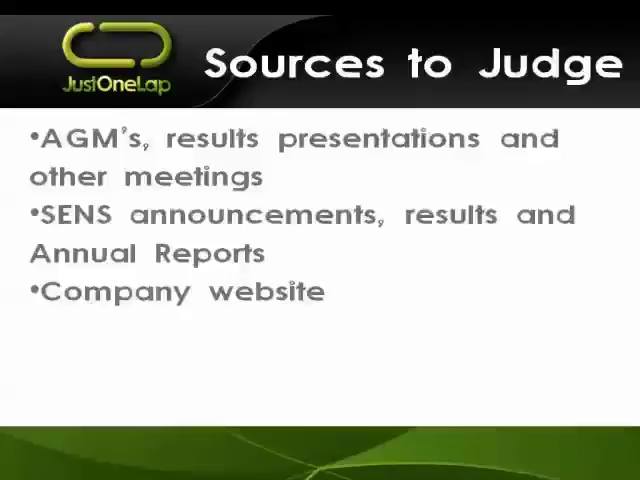 JustOneLap
Sources to Judge
•AGM's, results presentations and
other meetings
•SENS announcements, results and
Annual Reports
•Company website